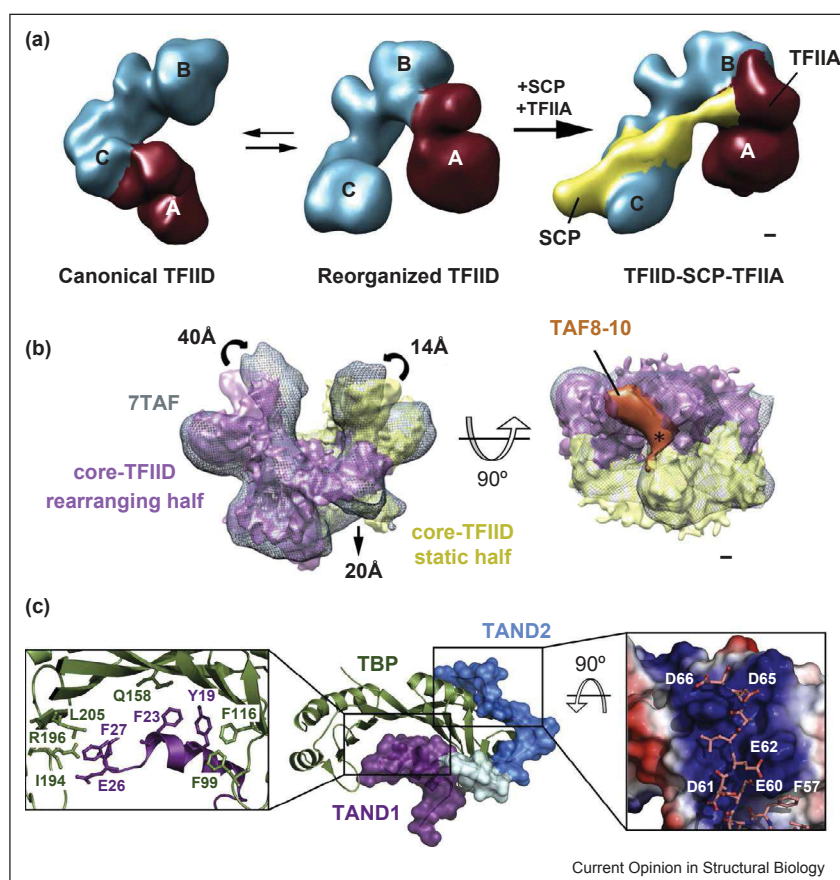 (a)
B
C
A
Canonical TFIID
B
C
A
Reorganized TFIID
+SCP
+TFIIA
B
TFIIA
A
C
SCP
TFIID-SCP-TFIIA
(b)
40Å
14Å
7TAF
core-TFIID
rearranging half
core-TFIID
static half
20Å
90º
TAF8-10
*
(c)
Q158
Y19
L205
F23
F116
R196
F27
I194
E26
F99
TBP
TAND2
TAND1
90º
D66
D65
E62
D61
E60
F57
Current Opinion in Structural Biology